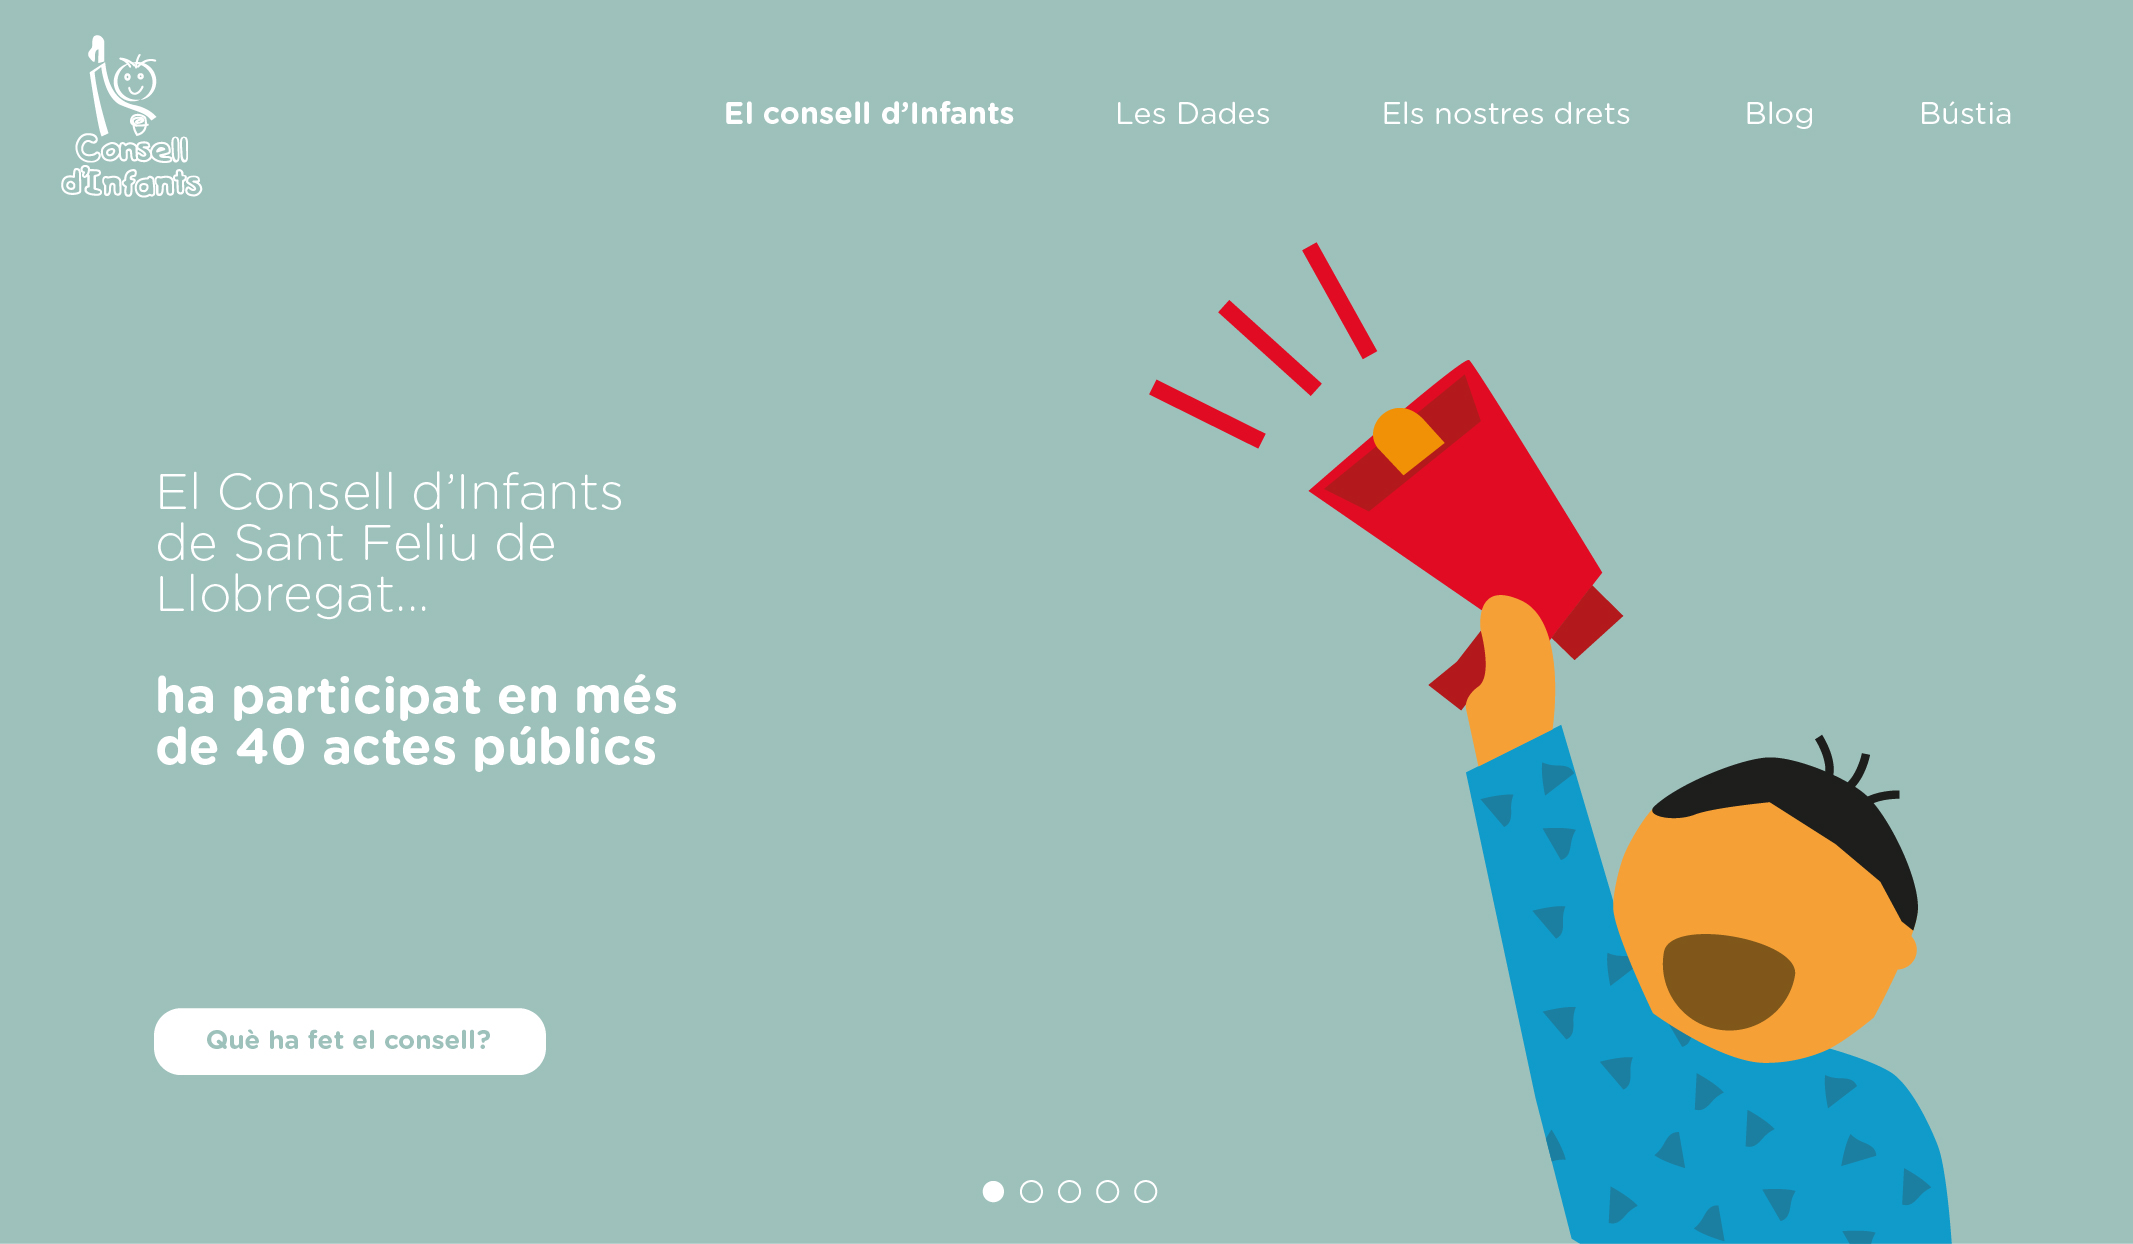 Consell
d'Infants
El consell d’Infants
Les Dades
Els nostres drets
Blog
Bústia
El Consell d’Infants
de Sant Feliu de
Llobregat...
ha participat en més
de 40 actes públics
Què ha fet el consell?